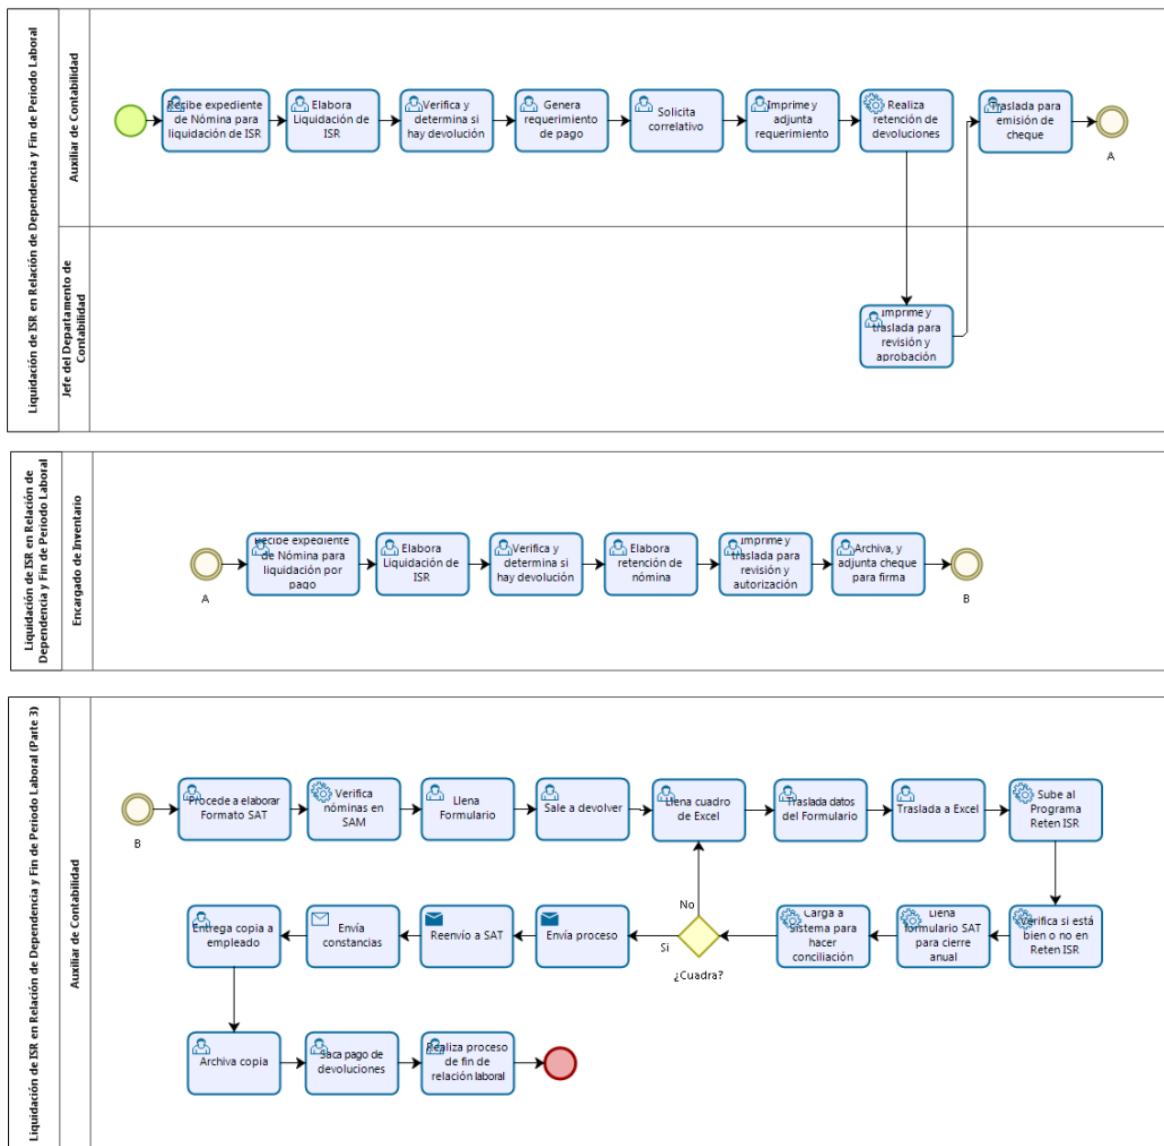 Liquidación de ISR en Relación de Dependencia y Fin de Periodo Laboral
Auxiliar de Contabilidad
Recibe expediente
de Nómina para
liquidación de ISR
Elabora
Liquidación de
ISR
Verifica y
determina si
hay devolución
Genera
requerimiento
de pago
Solicita
correlativo
Imprime y
adjunta
requerimiento
Realiza
retención de
devoluciones
Traslada para
emisión de
cheque
A
Jefe del Departamento de
Contabilidad
Imprime y
traslada para
revisión y
aprobación
Liquidación de ISR en Relación de
Dependencia y Fin de Periodo Laboral
Encargado de Inventario
A
Recibe expediente
de Nómina para
liquidación por
pago
Elabora
Liquidación de
ISR
Verifica y
determina si
hay devolución
Elabora
retención de
nómina
Imprime y
traslada para
revisión y
autorización
Archiva, y
adjunta cheque
para firma
B
Liquidación de ISR en Relación de Dependencia y Fin de Periodo Laboral (Parte 3)
Auxiliar de Contabilidad
B
Procede a elaborar
Formato SAT
Verifica
nóminas en
SAM
Llena
Formulario
Sale a devolver
Llena cuadro
de Excel
Traslada datos
del Formulario
Traslada a Excel
Sube al
Programa
Reten ISR
Verifica si está
bien o no en
Reten ISR
Llena
formulario SAT
para cierre
anual
Carga a
Sistema para
hacer
conciliación
¿Cuadra?
No
Si
Envía proceso
Reenvío a SAT
Envía
constancias
Entrega copia a
empleado
Archiva copia
Saca pago de
devoluciones
Realiza proceso
de fin de
relación laboral